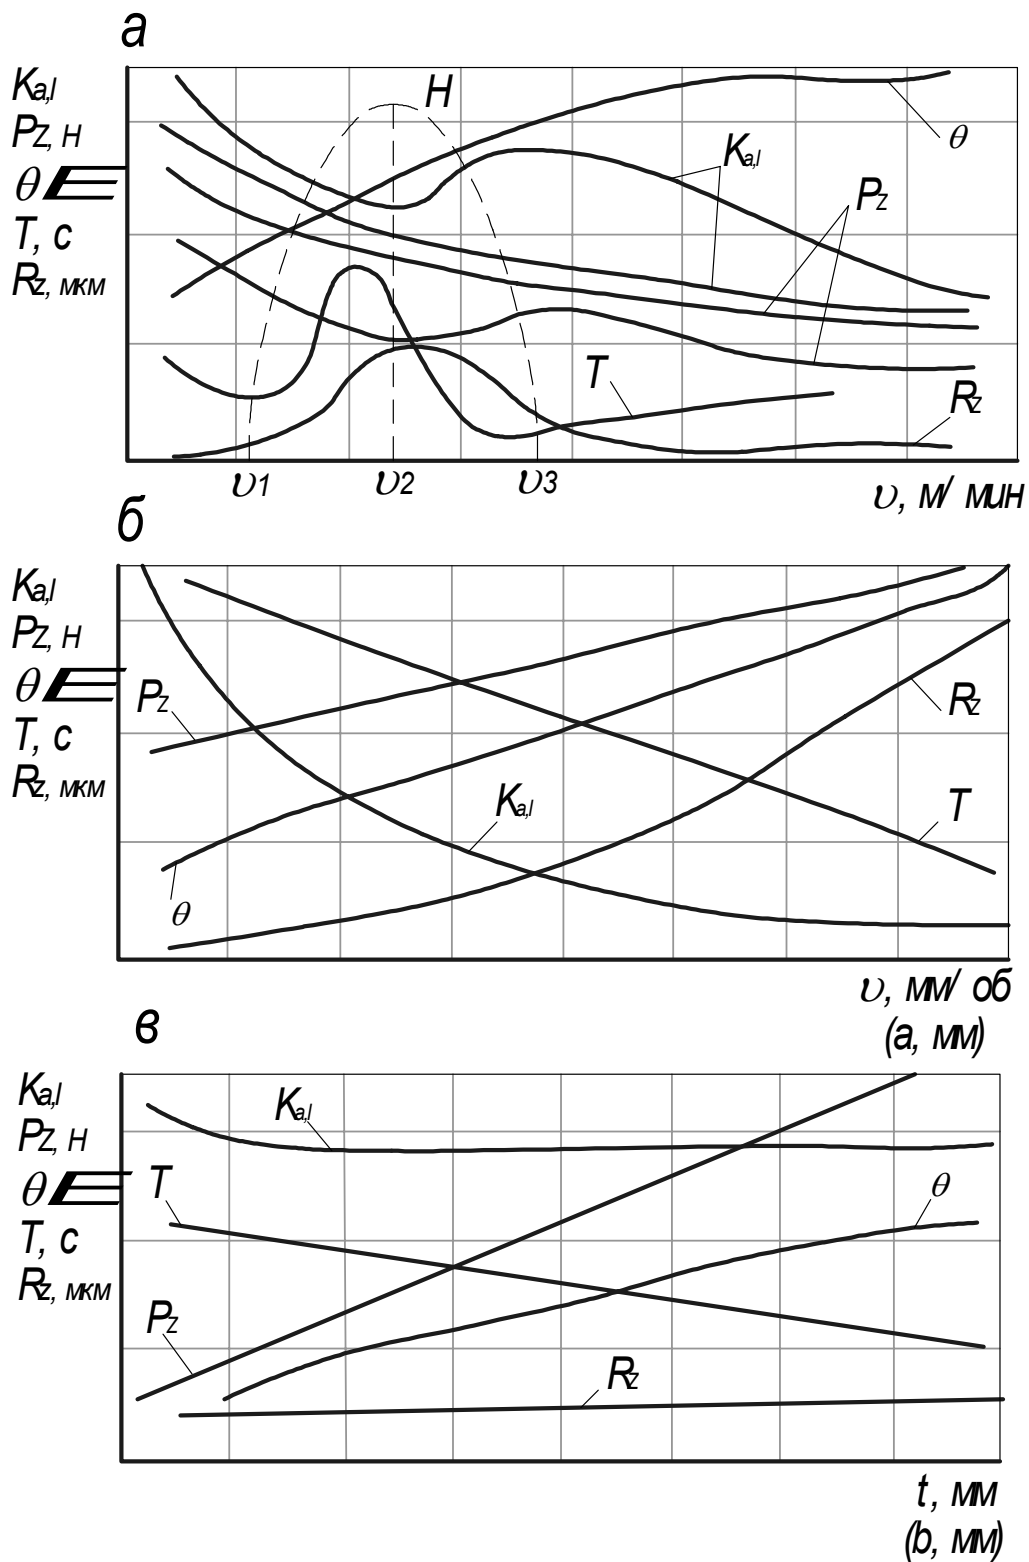 а
Ka,l
PZ, Н
θ
T, с
RZ, мкм
H
θ
Ka,l
PZ
T
RZ
υ1
υ2
υ3
υ, м/ мин
б
Ka,l
PZ, Н
θ
T, с
RZ, мкм
PZ
RZ
Ka,l
T
θ
υ, мм/ об
(a, мм)
в
Ka,l
PZ, Н
θ
T, с
RZ, мкм
Ka,l
T
θ
PZ
RZ
t, мм
(b, мм)